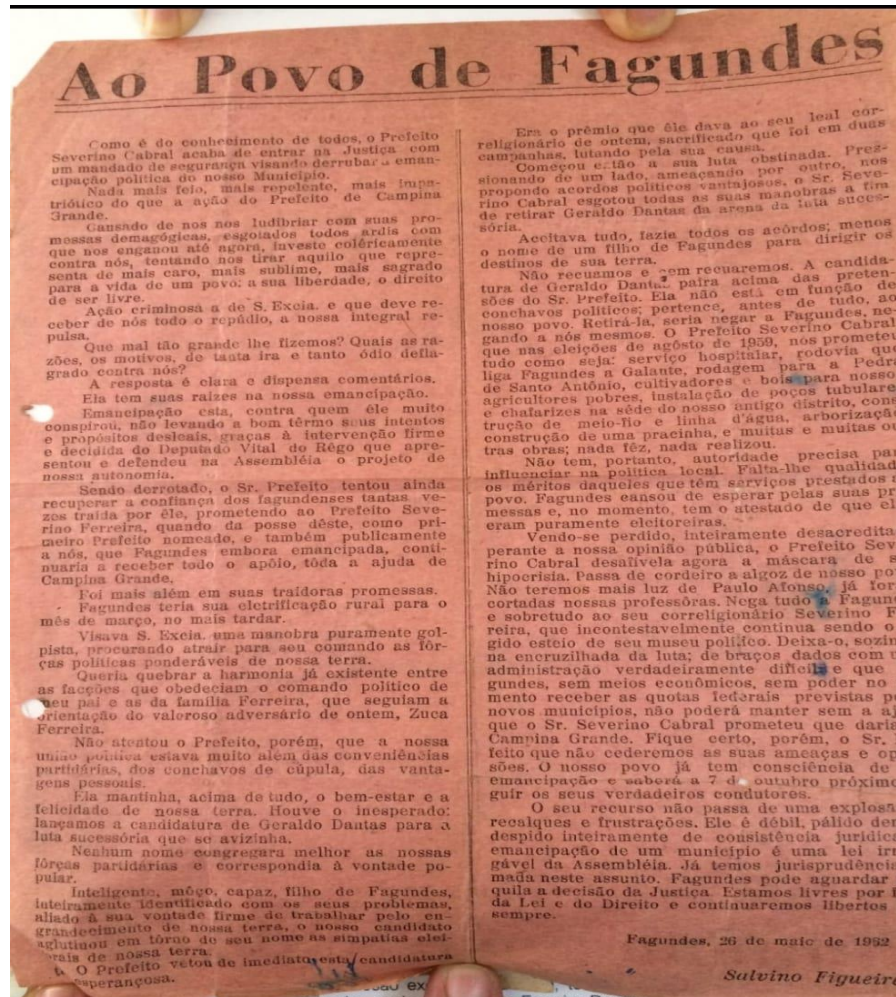 Ao Povo de Fagundes
Como é do conhecimento de todos, o Prefeito
Severino Cabral acaba de entrar na Justiça com
um mandado de segurança visando derrubar a eman-
cipação política do nosso Município.
Nada mais feio, mais repelente, mais impa-
triótico do que a ação do Prefeito de Campina
Grande.
Cansado de nos nos ludibriar com suas pro-
messas demagógicas, esgotados todos ardis com
que nos enganou até agora, investe coléricamente
contra nós, tentando nos tirar aquilo que repre-
senta de mais caro, mais sublime, mais sagrado
para a vida de um povo: a sua liberdade, o direito
de ser livre.
Ação criminosa a de S. Excia. e que deve re-
ceber de nós todo o repúdio, a nossa integral re-
pulsa.
Que mal tão grande lhe fizemos? Quais as ra-
zões, os motivos, de tanta ira e tanto ódio defla-
grado contra nós?
A resposta é clara e dispensa comentários.
Ela tem suas raízes na nossa emancipação.
Emancipação esta, contra quem êle muito
conspirou, não levando a bom têrmo seus intentos
e propósitos desleais, graças à intervenção firme
e decidida do Deputado Vital do Rêgo que apre-
sentou e defendeu na Assembléia o projeto de
nossa autonomia.
Sendo derrotado, o Sr. Prefeito tentou ainda
recuperar a confiança dos fagundenses tantas ve-
zes traida por êle, prometendo ao Prefeito Seve-
rino Ferreira, quando da posse dêste, como pri-
meiro Prefeito nomeado, e também publicamente
a nós, que Fagundes embora emancipada, conti-
nuaria a receber todo o apôio, tôda a ajuda de
Campina Grande.
Foi mais além em suas traidoras promessas.
Fagundes teria sua eletrificação rural para o
mês de março, no mais tardar.
Visava S. Excia. uma manobra puramente gol-
pista, procurando atrair para seu comando as fôr-
ças políticas ponderáveis de nossa terra.
Queria quebrar a harmonia já existente entre
as facções que obedeciam o comando político de
meu pai e as da família Ferreira, que seguiam a
orientação do valoroso adversário de ontem, Zuca
Ferreira.
Não atentou o Prefeito, porém, que a nossa
união política estava muito além das conveniências
partidárias, dos conchavos de cúpula, das vanta-
gens pessoais.
Ela mantinha, acima de tudo, o bem-estar e a
felicidade de nossa terra. Houve o inesperado:
lançamos a candidatura de Geraldo Dantas para a
luta sucessória que se avizinha.
Nenhum nome congregara melhor as nossas
fôrças partidárias e correspondia à vontade po-
pular.
Inteligente, môço, capaz, filho de Fagundes,
inteiramente identificado com os seus problemas,
aliado à sua vontade firme de trabalhar pelo en-
grandecimento de nossa terra, o nosso candidato
aglutinou em tôrno de seu nome as simpatias elei-
rais de nossa terra.
O Prefeito vetou de imediato esta candidatura
esperançosa.
Era o prêmio que êle dava ao seu leal cor-
religionário de ontem, sacrificado que foi em duas
campanhas, lutando pela sua causa.
Começou então a sua luta obstinada. Pres-
sionando de um lado, ameaçando por outro, nos
propondo acordos políticos vantajosos, o Sr. Seve-
rino Cabral esgotou todas as suas manobras a fim
de retirar Geraldo Dantas da arena da luta suces-
sória.
Aceitava tudo, fazia todos os acôrdos; menos
o nome de um filho de Fagundes para dirigir os
destinos de sua terra.
Não recuamos e nem recuaremos. A candida-
tura de Geraldo Dantas paira acima das preten-
sões do Sr. Prefeito. Ela não está em função de
conchavos políticos; pertence, antes de tudo, ao
nosso povo. Retirá-la, seria negar a Fagundes, ne-
gando a nós mesmos. O Prefeito Severino Cabral
que nas eleições de agôsto de 1959, nos prometeu
tudo como seja: serviço hospitalar, rodovia que
liga Fagundes a Galante, rodagem para a Pedra
de Santo Antônio, cultivadores e bois para nossos
agricultores pobres, instalação de poços tubulares
e chafarizes na séde do nosso antigo distrito, cons-
trução de meio-fio e linha d'água, arborização
construção de uma pracinha, e muitas e muitas ou-
tras obras; nada fêz, nada realizou.
Não tem, portanto, autoridade precisa para
influenciar na política local. Falta-lhe qualidade
os méritos daqueles que têm serviços prestados a
povo. Fagundes cansou de esperar pelas suas pro
messas e, no momento, tem o atestado de que el
eram puramente eleitoreiras.
Vendo-se perdido, inteiramente desacredita
perante a nossa opinião pública, o Prefeito Sev
rino Cabral desafivela agora a máscara de s
hipocrisia. Passa de cordeiro a algoz de nosso po
Não teremos mais luz de Paulo Afonso, já for
cortadas nossas professôras. Nega tudo a Fagun
e sobretudo ao seu correligionário Severino F
reira, que incontestavelmente continua sendo o
gido esteio de seu museu político. Deixa-o, sozin
na encruzilhada da luta; de braços dados com u
administração verdadeiramente difícil e que
gundes, sem meios econômicos, sem poder no
mento receber as quotas federais previstas p
novos municípios, não poderá manter sem a aj
que o Sr. Severino Cabral prometeu que daria
Campina Grande. Fique certo, porém, o Sr.
feito que não cederemos as suas ameaças e op
sões. O nosso povo já tem consciência de
emancipação e saberá a 7 de outubro próximo
guir os seus verdadeiros condutores.
O seu recurso não passa de uma explosã
recalques e frustrações. Ele é débil, pálido der
despido inteiramente de consistência jurídic
emancipação de um município é uma lei irr
gável da Assembléia. Já temos jurisprudênci
mada neste assunto. Fagundes pode aguardar
quila a decisão da Justiça. Estamos livres por f
da Lei e do Direito e continuaremos libertos
sempre.
Fagundes, 26 de maio de 1962
Salvino Figueire